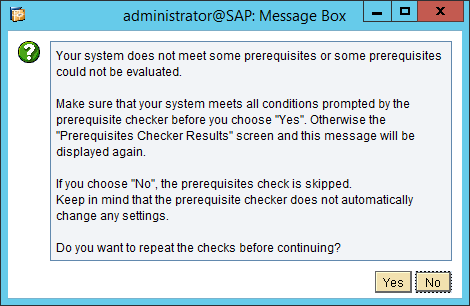 administrator@SAP: Message Box
Your system does not meet some prerequisites or some prerequisites
could not be evaluated.
Make sure that your system meets all conditions prompted by the
prerequisite checker before you choose "Yes". Otherwise the
"Prerequisites Checker Results" screen and this message will be
displayed again.
If you choose "No", the prerequisites check is skipped.
Keep in mind that the prerequisite checker does not automatically
change any settings.
Do you want to repeat the checks before continuing?
Yes No